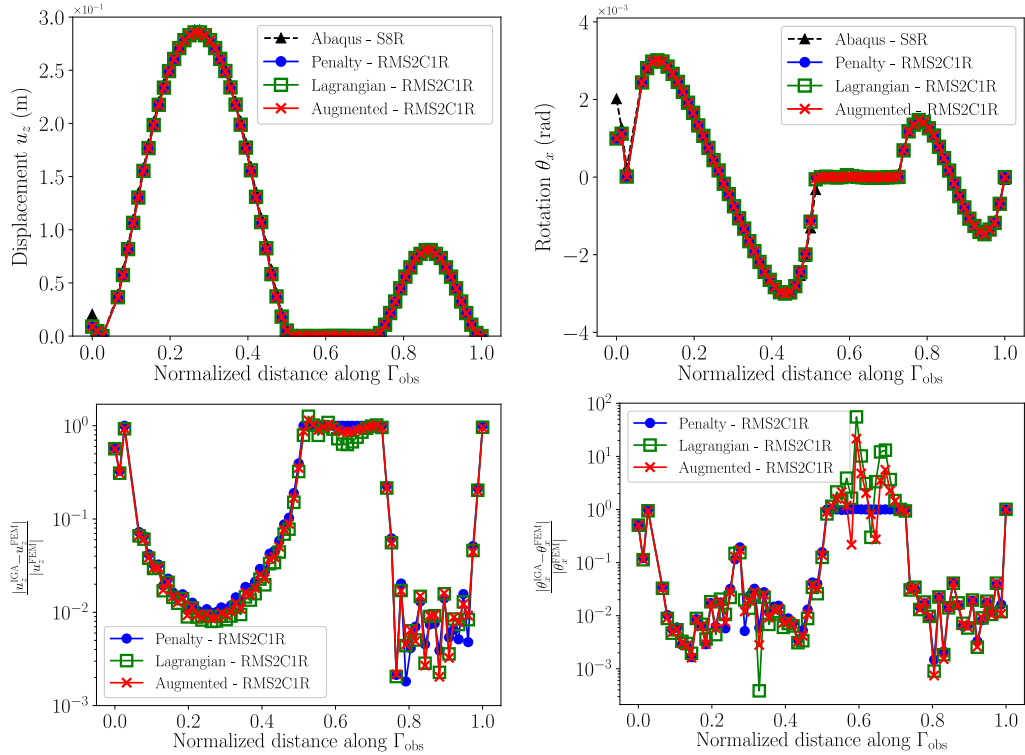 ×10⁻¹
3.0
2.5
2.0
1.5
1.0
0.5
0.0
Displacement u_z (m)
Abaqus - S8R
Penalty - RMS2C1R
Lagrangian - RMS2C1R
Augmented - RMS2C1R
0.0 0.2 0.4 0.6 0.8 1.0
Normalized distance along Γ_obs
×10⁻³
4
2
0
−2
−4
Rotation θ_x (rad)
Abaqus - S8R
Penalty - RMS2C1R
Lagrangian - RMS2C1R
Augmented - RMS2C1R
0.0 0.2 0.4 0.6 0.8 1.0
Normalized distance along Γ_obs
10⁰
10⁻¹
10⁻²
10⁻³
|u_z^IGA − u_z^FEM|
|u_z^FEM|
Penalty - RMS2C1R
Lagrangian - RMS2C1R
Augmented - RMS2C1R
0.0 0.2 0.4 0.6 0.8 1.0
Normalized distance along Γ_obs
10²
10¹
10⁰
10⁻¹
10⁻²
10⁻³
|θ_x^IGA − θ_x^FEM|
|θ_x^FEM|
Penalty - RMS2C1R
Lagrangian - RMS2C1R
Augmented - RMS2C1R
0.0 0.2 0.4 0.6 0.8 1.0
Normalized distance along Γ_obs